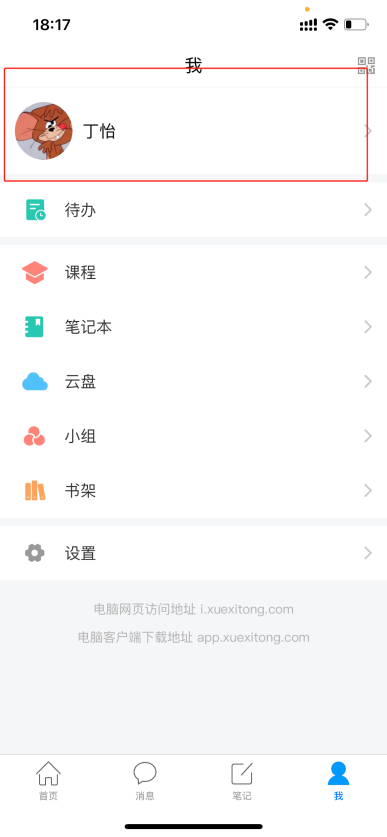 18:17
我
丁怡
待办
课程
笔记本
云盘
小组
书架
设置
电脑网页访问地址 i.xuexitong.com
电脑客户端下载地址 app.xuexitong.com
首页 消息 笔记 我